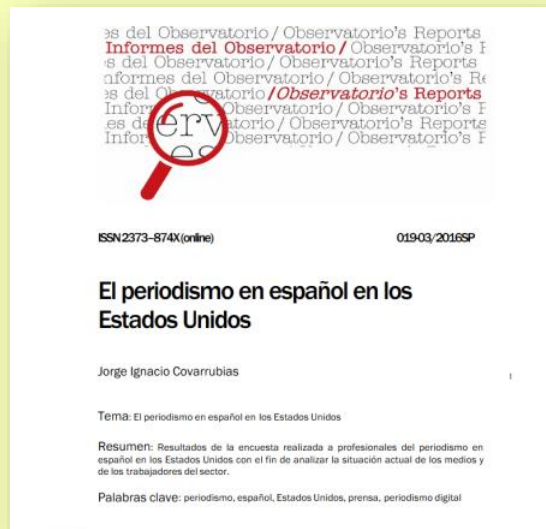 es del Observatorio / Observatorio's Reports
Informes del Observatorio / Observatorio's
s del Observatorio / Observatorio's Reports
nformes del Observatorio / Observatorio's Re
es del Observatorio / Observatorio's Reports
Infor Observatorio / Observatorio's
es de erv atorio / Observatorio's Reports
Infor Observatorio / Observatorio's
es
ISSN 2373–874X (online) 019-03/2016SP
El periodismo en español en los
Estados Unidos
Jorge Ignacio Covarrubias
Tema: El periodismo en español en los Estados Unidos
Resumen: Resultados de la encuesta realizada a profesionales del periodismo en
español en los Estados Unidos con el fin de analizar la situación actual de los medios y
de los trabajadores del sector.
Palabras clave: periodismo, español, Estados Unidos, prensa, periodismo digital